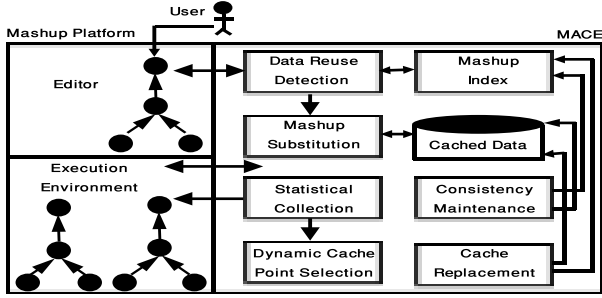 User
Mashup Platform
MACE
Editor
Data Reuse
Detection
Mashup
Index
Mashup
Substitution
Cached Data
Execution
Environment
Statistical
Collection
Consistency
Maintenance
Dynamic Cache
Point Selection
Cache
Replacement